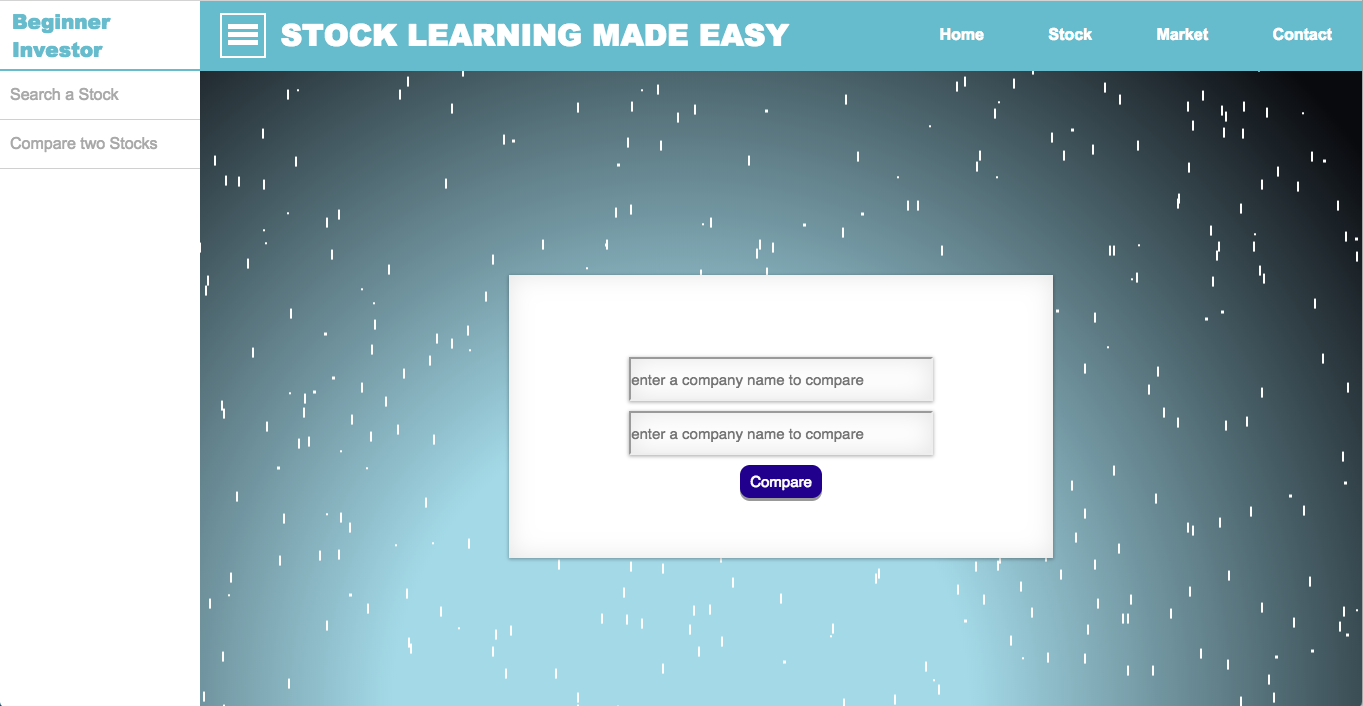 Beginner
Investor
STOCK LEARNING MADE EASY
Home
Stock
Market
Contact
Search a Stock
Compare two Stocks
enter a company name to compare
enter a company name to compare
Compare